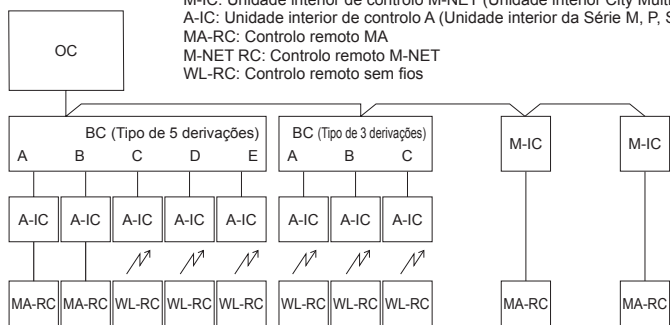 M-IC: Unidade interior de controlo M-NET (Unidade interior City Multi
A-IC: Unidade interior de controlo A (Unidade interior da Série M, P, S
MA-RC: Controlo remoto MA
M-NET RC: Controlo remoto M-NET
WL-RC: Controlo remoto sem fios
OC
BC (Tipo de 5 derivações)
A B C D E
BC (Tipo de 3 derivações)
A B C
M-IC M-IC
A-IC A-IC A-IC A-IC A-IC A-IC A-IC A-IC
MA-RC MA-RC WL-RC WL-RC WL-RC WL-RC WL-RC WL-RC MA-RC MA-RC